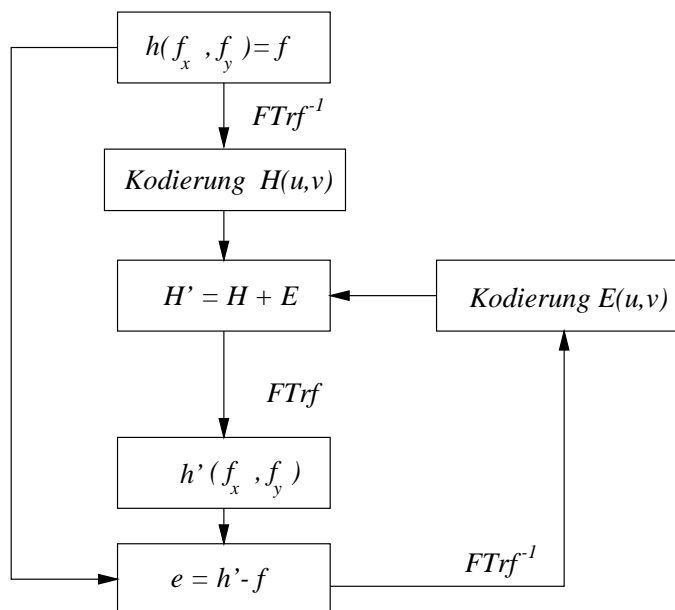 h(f_x , f_y) = f
FTrf^-1
Kodierung H(u,v)
H’ = H + E
Kodierung E(u,v)
FTrf
h’ (f_x , f_y)
e = h’- f
FTrf^-1